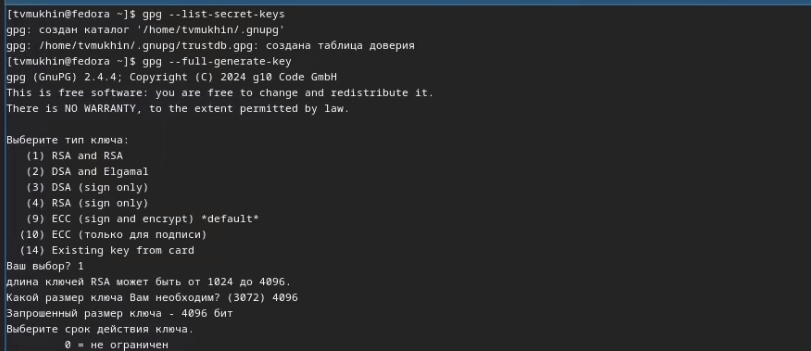 [tvmukhin@fedora ~]$ gpg --list-secret-keys
gpg: создан каталог '/home/tvmukhin/.gnupg'
gpg: /home/tvmukhin/.gnupg/trustdb.gpg: создана таблица доверия
[tvmukhin@fedora ~]$ gpg --full-generate-key
gpg (GnuPG) 2.4.4; Copyright (C) 2024 g10 Code GmbH
This is free software: you are free to change and redistribute it.
There is NO WARRANTY, to the extent permitted by law.

Выберите тип ключа:
   (1) RSA and RSA
   (2) DSA and Elgamal
   (3) DSA (sign only)
   (4) RSA (sign only)
   (9) ECC (sign and encrypt) *default*
  (10) ECC (только для подписи)
  (14) Existing key from card
Ваш выбор? 1
длина ключей RSA может быть от 1024 до 4096.
Какой размер ключа Вам необходим? (3072) 4096
Запрошенный размер ключа - 4096 бит
Выберите срок действия ключа.
         0 = не ограничен